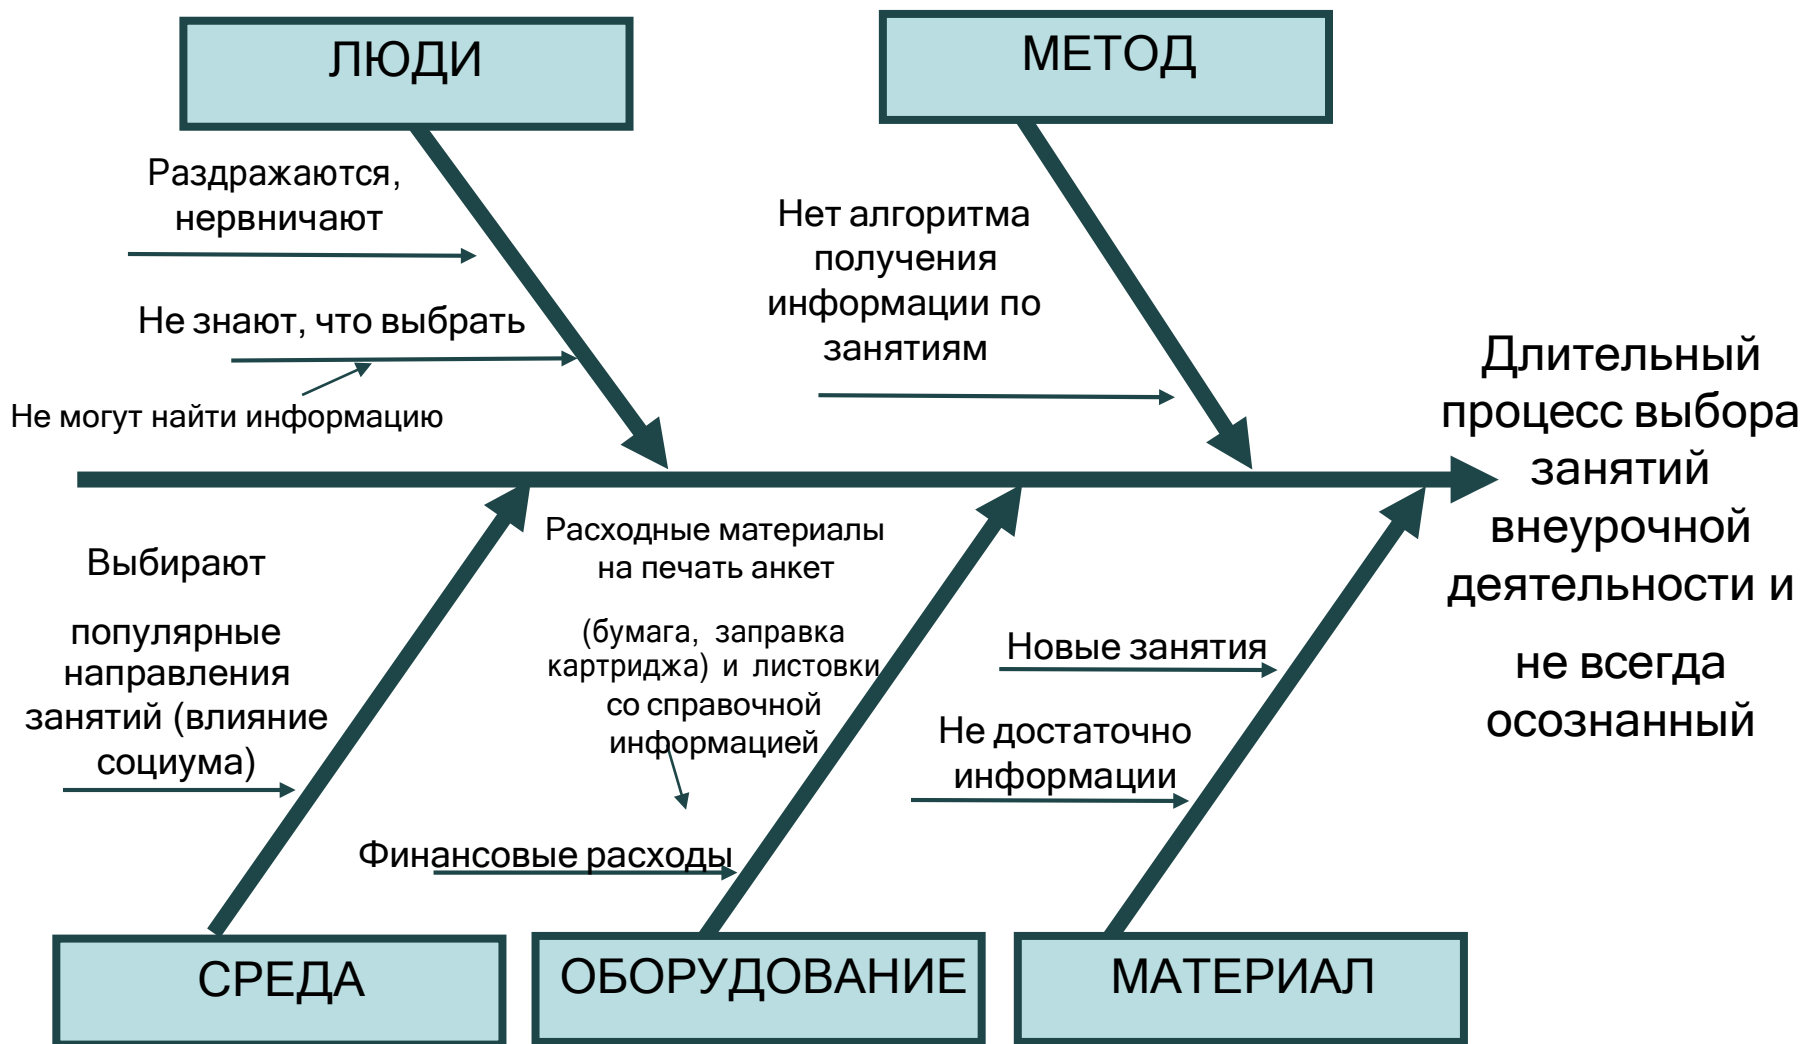 ЛЮДИ
МЕТОД
Раздражаются,
нервничают
Не знают, что выбрать
Не могут найти информацию
Нет алгоритма
получения
информации по
занятиям
Длительный
процесс выбора
занятий
внеурочной
деятельности и
не всегда
осознанный
Выбирают
популярные
направления
занятий (влияние
социума)
Расходные материалы
на печать анкет
(бумага, заправка
картриджа) и листовки
со справочной
информацией
Финансовые расходы
Новые занятия
Не достаточно
информации
СРЕДА
ОБОРУДОВАНИЕ
МАТЕРИАЛ